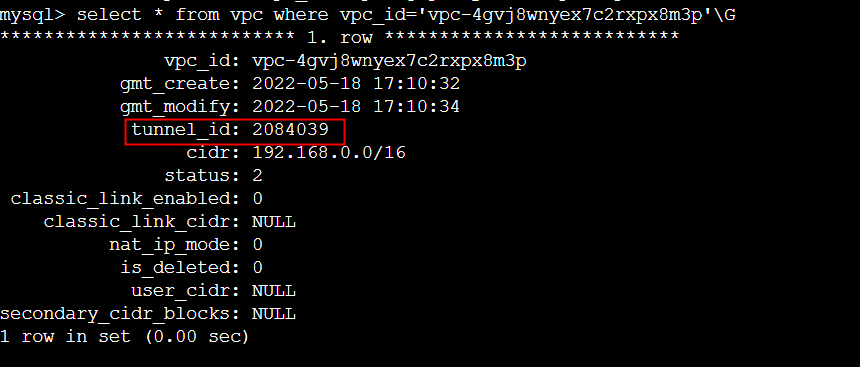 mysql> select * from vpc where vpc_id='vpc-4gvj8wnyex7c2rxpx8m3p'\G
*************************** 1. row ***************************
vpc_id: vpc-4gvj8wnyex7c2rxpx8m3p
gmt_create: 2022-05-18 17:10:32
gmt_modify: 2022-05-18 17:10:34
tunnel_id: 2084039
cidr: 192.168.0.0/16
status: 2
classic_link_enabled: 0
classic_link_cidr: NULL
nat_ip_mode: 0
is_deleted: 0
user_cidr: NULL
secondary_cidr_blocks: NULL
1 row in set (0.00 sec)